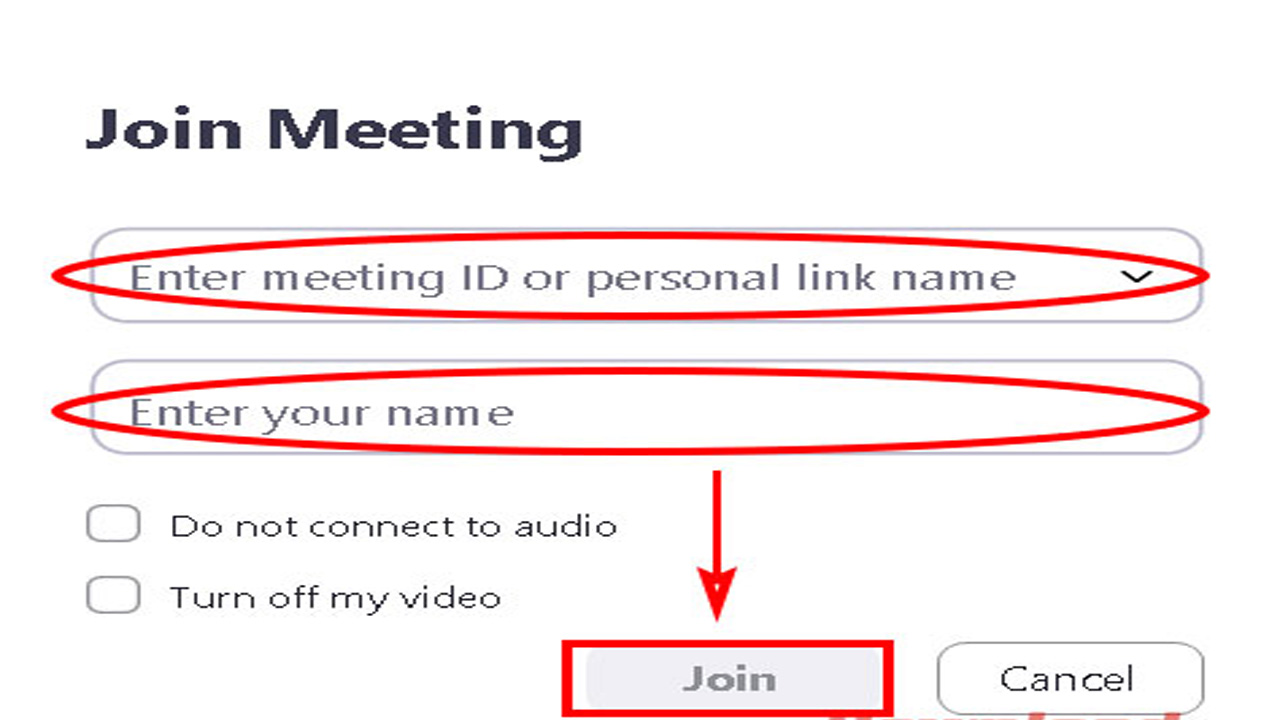 Join Meeting
Enter meeting ID or personal link name
Enter your name
Do not connect to audio
Turn off my video
Join
Cancel